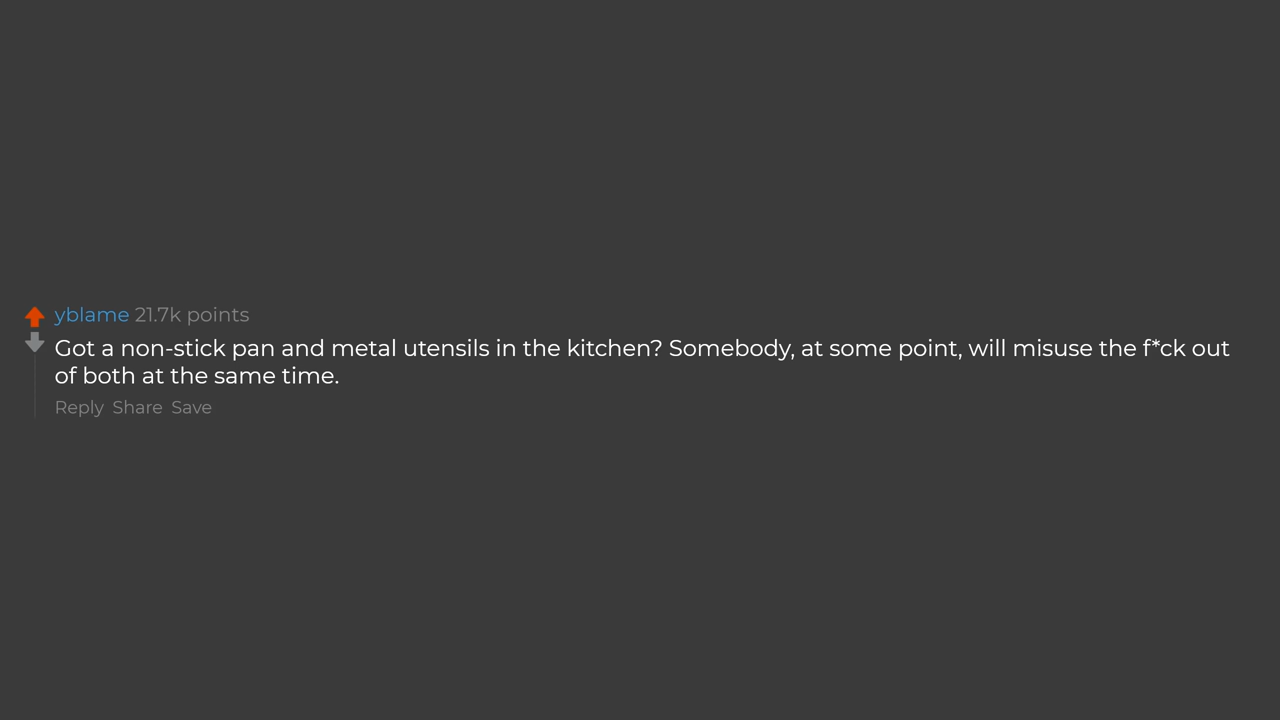 yblame 21.7k points
Got a non-stick pan and metal utensils in the kitchen? Somebody, at some point, will misuse the f*ck out
of both at the same time.
Reply Share Save